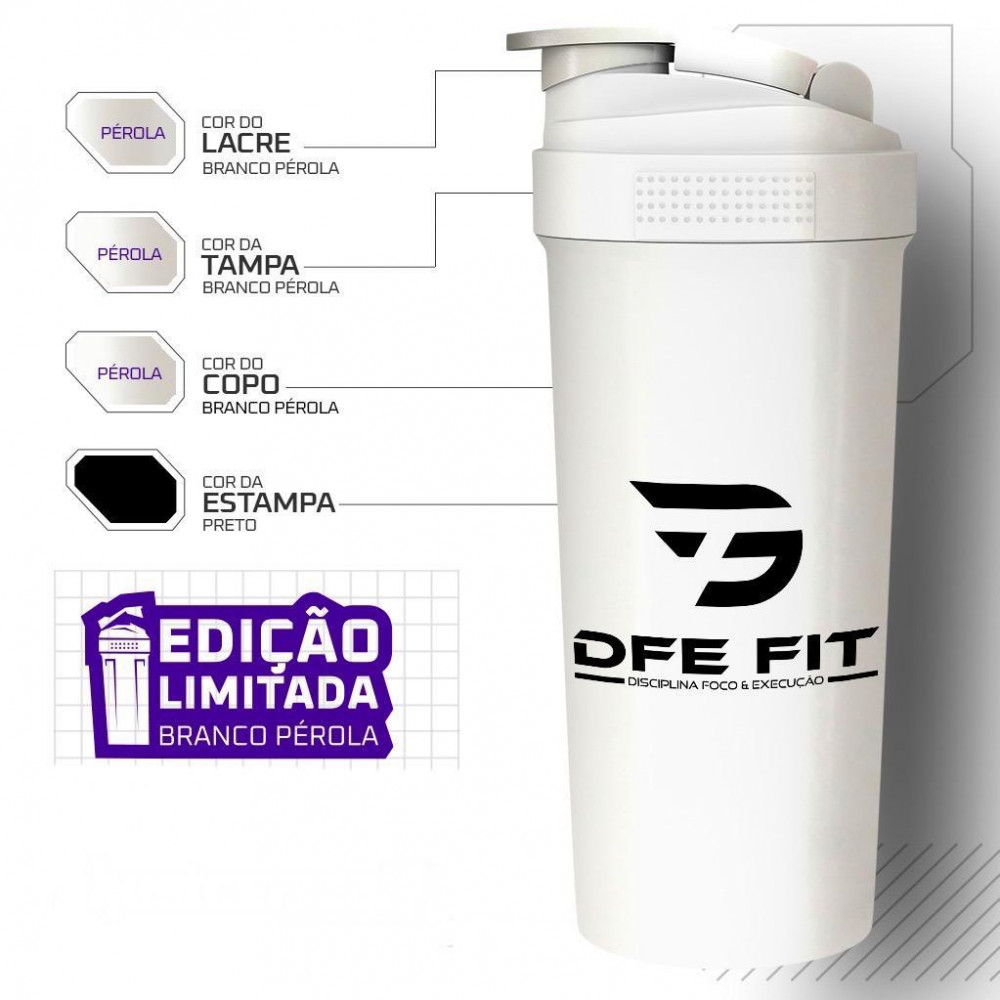 PÉROLA
COR DO
LACRE
BRANCO PÉROLA
PÉROLA
COR DA
TAMPA
BRANCO PÉROLA
PÉROLA
COR DO
COPO
BRANCO PÉROLA
COR DA
ESTAMPA
PRETO
EDIÇÃO
LIMITADA
BRANCO PÉROLA
DFE FIT
DISCIPLINA FOCO & EXECUÇÃO